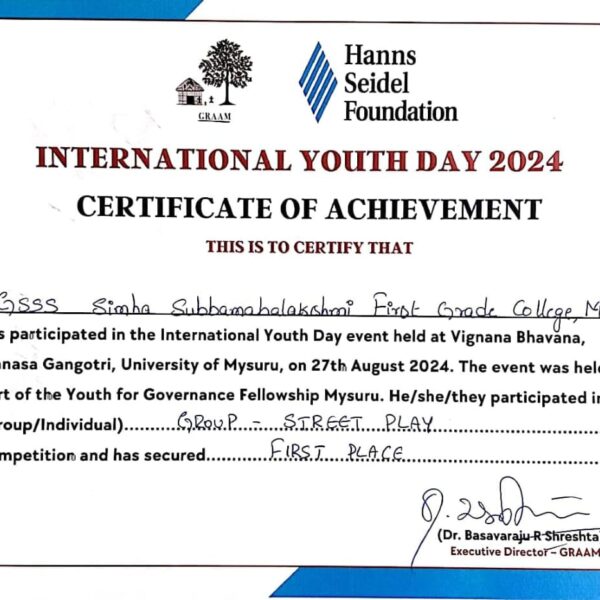 GRAAM
Hanns
Seidel
Foundation
INTERNATIONAL YOUTH DAY 2024
CERTIFICATE OF ACHIEVEMENT
THIS IS TO CERTIFY THAT
GSSS Simha Subbamahalakshmi First Grade College, M
s participated in the International Youth Day event held at Vignana Bhavana,
nasa Gangotri, University of Mysuru, on 27th August 2024. The event was held
rt of the Youth for Governance Fellowship Mysuru. He/she/they participated in
roup/Individual)....... GROUP - STREET PLAY
mpetition and has secured....... FIRST PLACE
(Dr. Basavaraju R Shreshta
Executive Director - GRAAM